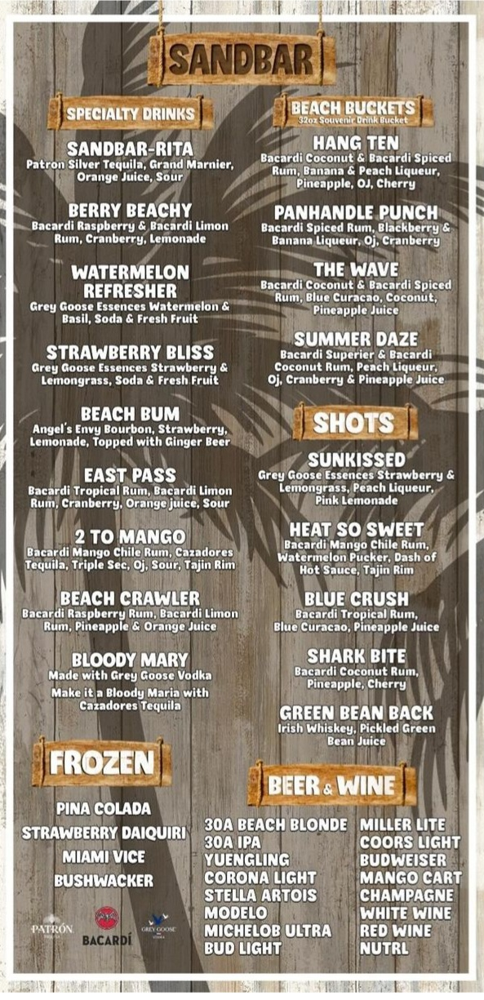 SANDBAR
SPECIALTY DRINKS
SANDBAR-RITA
Patron Silver Tequila, Grand Marnier,
Orange Juice, Sour
BERRY BEACHY
Bacardi Raspberry & Bacardi Limon
Rum, Cranberry, Lemonade
WATERMELON
REFRESHER
Grey Goose Essences Watermelon &
Basil, Soda & Fresh Fruit
STRAWBERRY BLISS
Grey Goose Essences Strawberry &
Lemongrass, Soda & Fresh Fruit
BEACH BUM
Angel's Envy Bourbon, Strawberry,
Lemonade, Topped with Ginger Beer
EAST PASS
Bacardi Tropical Rum, Bacardi Limon
Rum, Cranberry, Orange juice, Sour
2 TO MANGO
Bacardi Mango Chile Rum, Cazadores
Tequila, Triple Sec, Oj, Sour, Tajin Rim
BEACH CRAWLER
Bacardi Raspberry Rum, Bacardi Limon
Rum, Pineapple & Orange Juice
BLOODY MARY
Made with Grey Goose Vodka
Make it a Bloody Maria with
Cazadores Tequila
FROZEN
PINA COLADA
STRAWBERRY DAIQUIRI
MIAMI VICE
BUSHWACKER
PATRÓN
TEQUILA
BACARDÍ
GREY GOOSE
VODKA
BEACH BUCKETS
32oz Souvenir Drink Bucket
HANG TEN
Bacardi Coconut & Bacardi Spiced
Rum, Banana & Peach Liqueur,
Pineapple, OJ, Cherry
PANHANDLE PUNCH
Bacardi Spiced Rum, Blackberry &
Banana Liqueur, Oj, Cranberry
THE WAVE
Bacardi Coconut & Bacardi Spiced
Rum, Blue Curacao, Coconut,
Pineapple Juice
SUMMER DAZE
Bacardi Superier & Bacardi
Coconut Rum, Peach Liqueur,
Oj, Cranberry & Pineapple Juice
SHOTS
SUNKISSED
Grey Goose Essences Strawberry &
Lemongrass, Peach Liqueur,
Pink Lemonade
HEAT SO SWEET
Bacardi Mango Chile Rum,
Watermelon Pucker, Dash of
Hot Sauce, Tajin Rim
BLUE CRUSH
Bacardi Tropical Rum,
Blue Curacao, Pineapple Juice
SHARK BITE
Bacardi Coconut Rum,
Pineapple, Cherry
GREEN BEAN BACK
Irish Whiskey, Pickled Green
Bean Juice
BEER & WINE
30A BEACH BLONDE
30A IPA
YUENGLING
CORONA LIGHT
STELLA ARTOIS
MODELO
MICHELOB ULTRA
BUD LIGHT
MILLER LITE
COORS LIGHT
BUDWEISER
MANGO CART
CHAMPAGNE
WHITE WINE
RED WINE
NUTRL